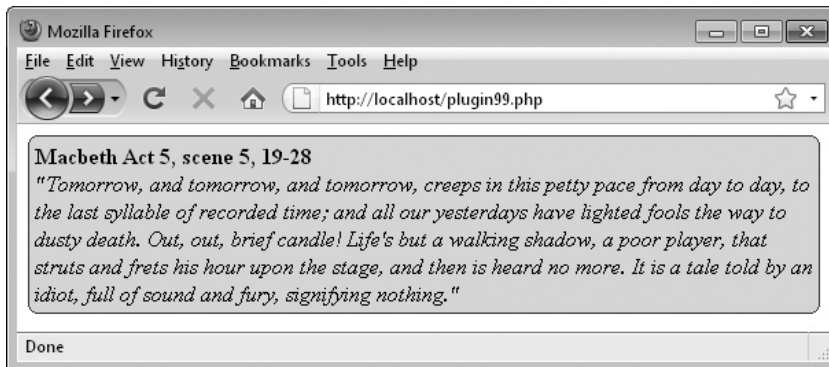 Mozilla Firefox
File Edit View History Bookmarks Tools Help
http://localhost/plugin99.php
Macbeth Act 5, scene 5, 19-28
"Tomorrow, and tomorrow, and tomorrow, creeps in this petty pace from day to day, to
the last syllable of recorded time; and all our yesterdays have lighted fools the way to
dusty death. Out, out, brief candle! Life's but a walking shadow, a poor player, that
struts and frets his hour upon the stage, and then is heard no more. It is a tale told by an
idiot, full of sound and fury, signifying nothing."
Done